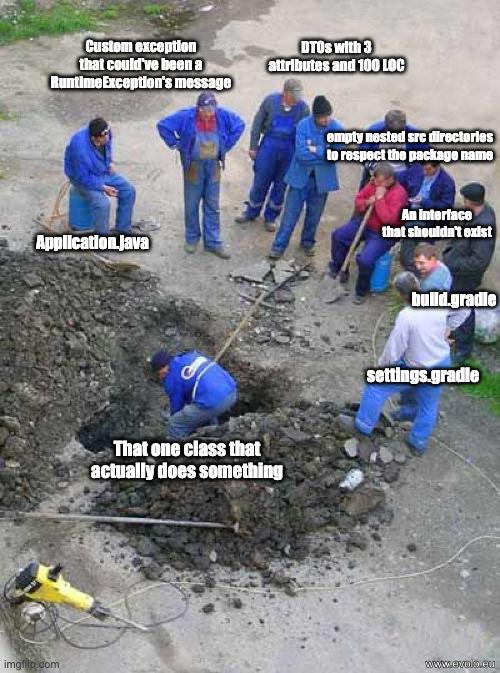 Custom exception
that could've been a
RuntimeException's message
DTOs with 3
attributes and 100 LOC
empty nested src directories
to respect the package name
An interface
that shouldn't exist
Application.java
build.gradle
settings.gradle
That one class that
actually does something
imgflip.com
www.evolo.eu